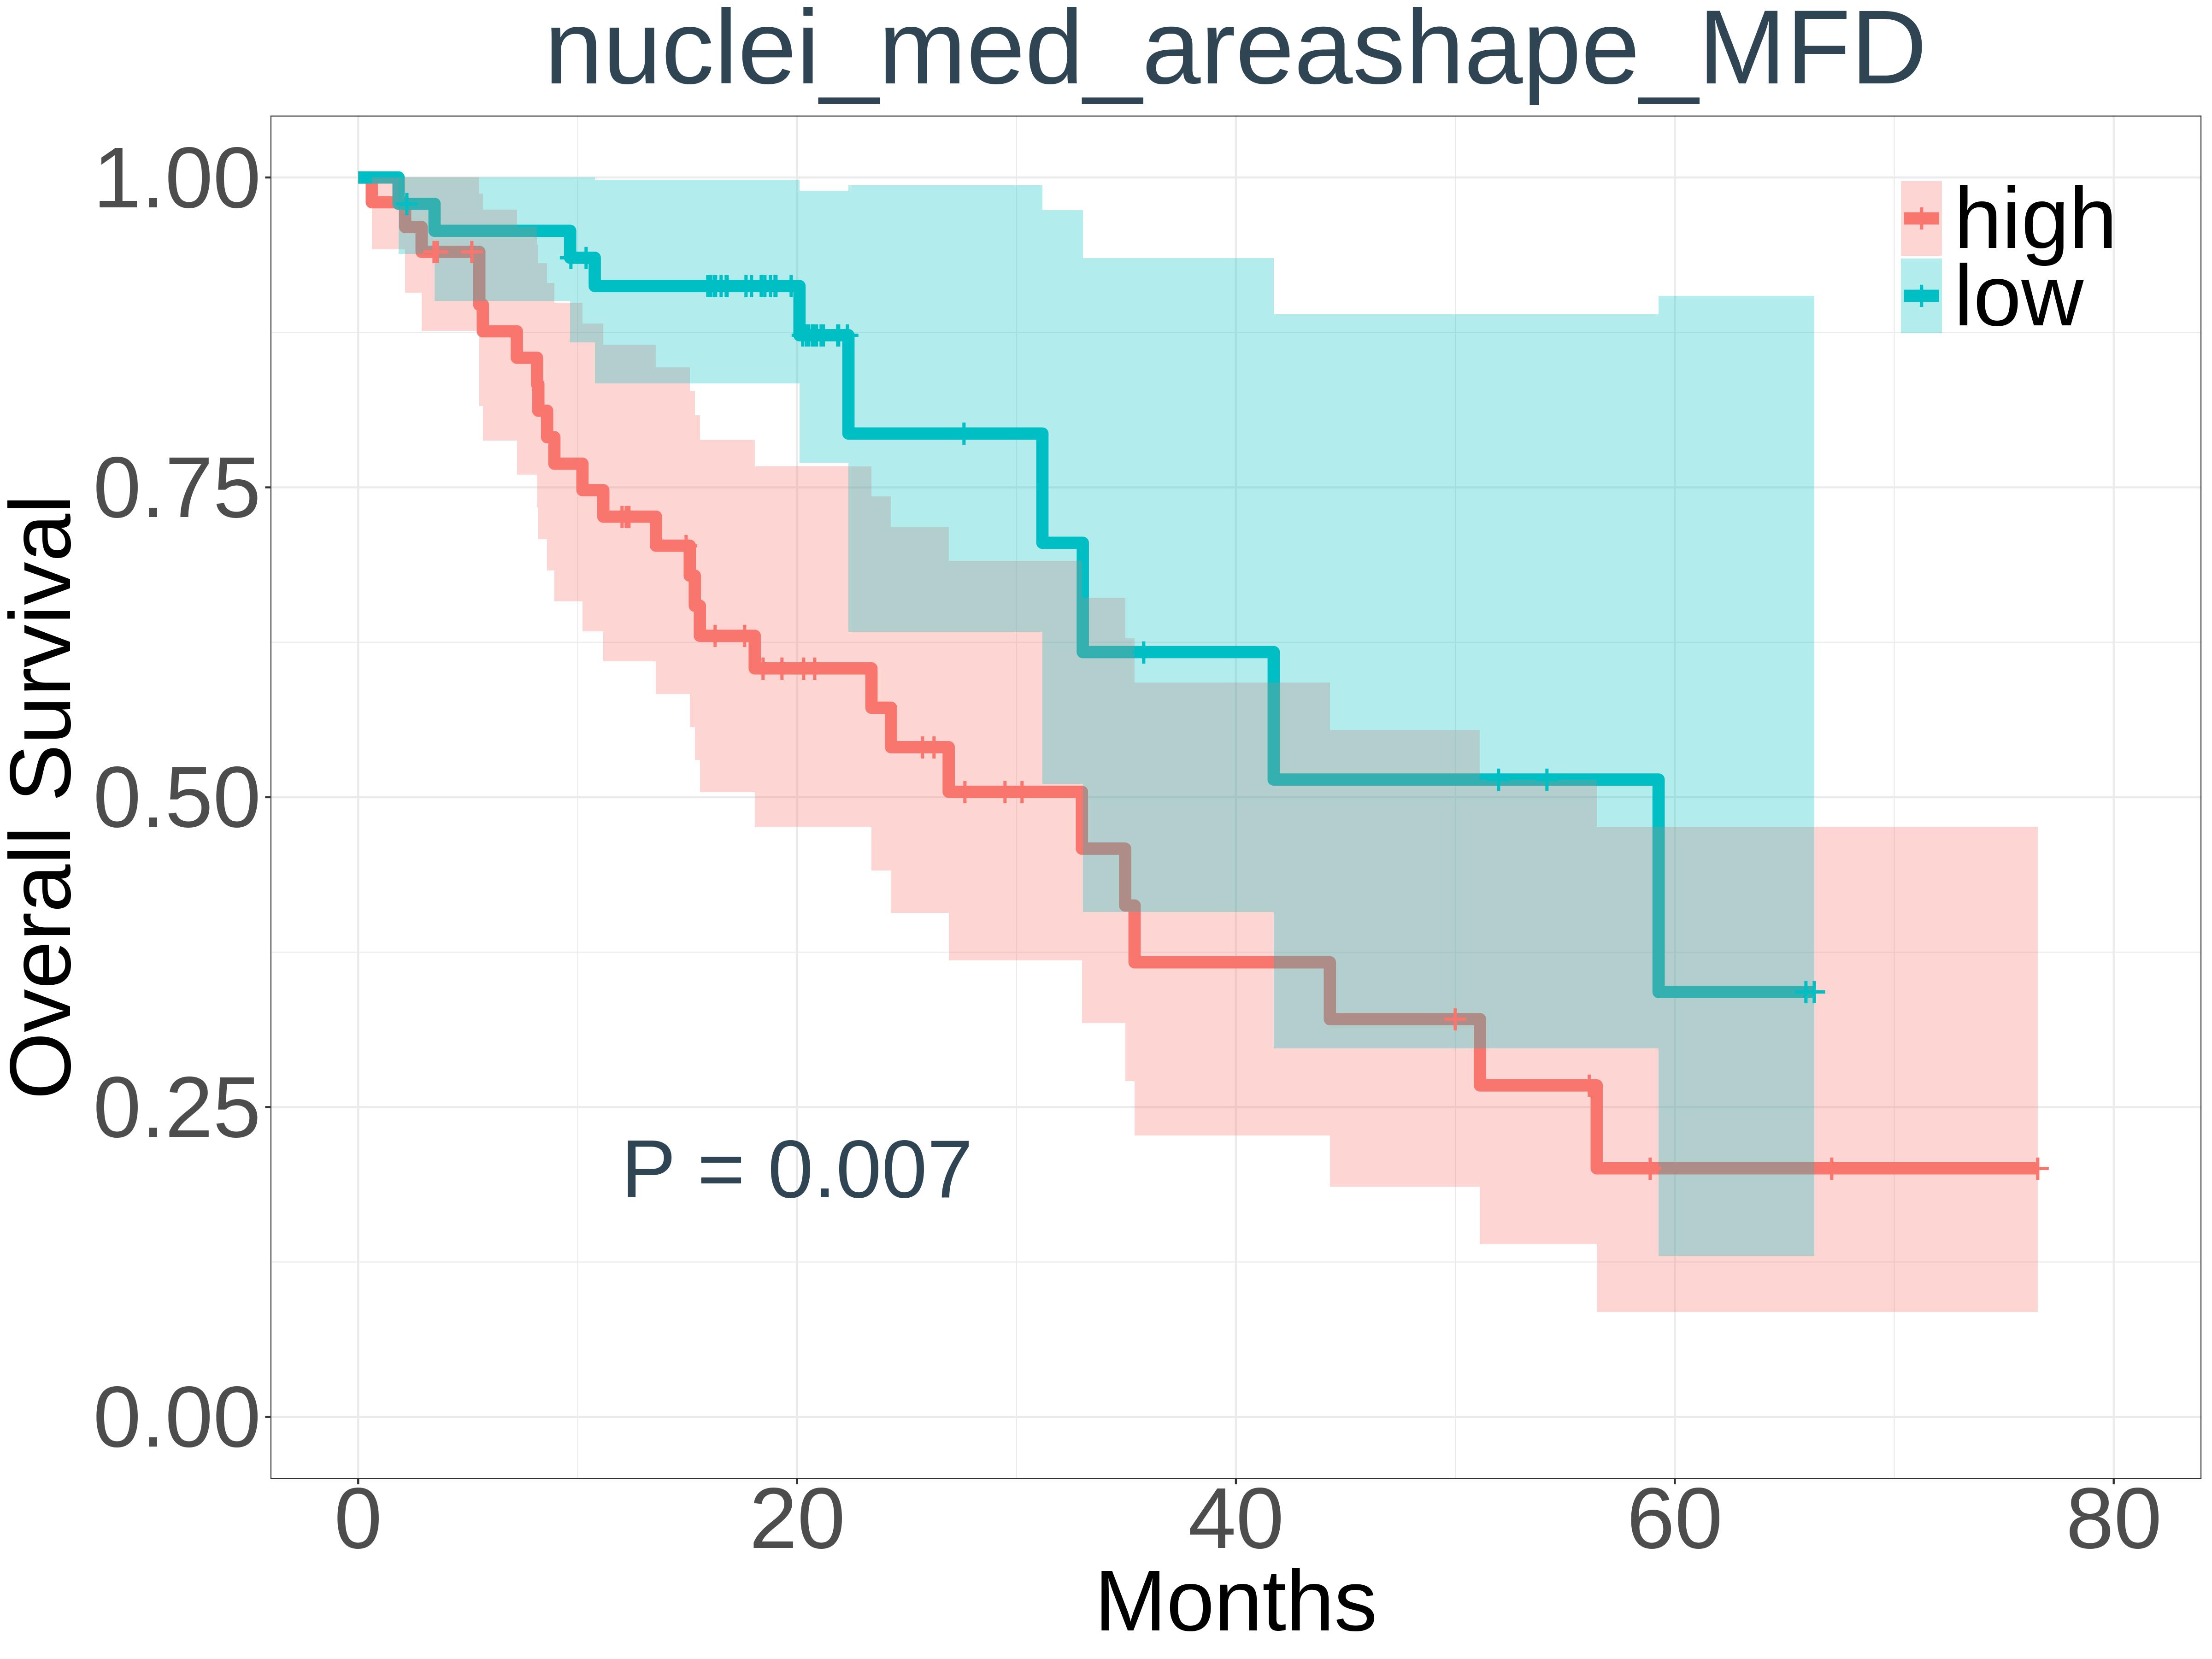 nuclei_med_areashape_MFD
Overall Survival
1.00
0.75
0.50
0.25
0.00
high
low
P = 0.007
0 20 40 60 80
Months